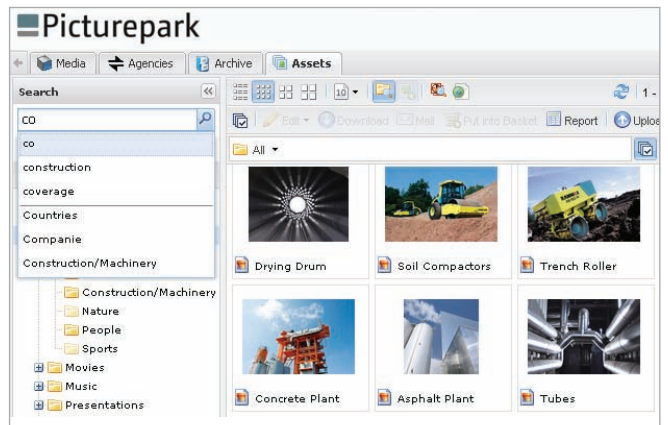 Picturepark
Media Agencies Archive Assets
Search
co
co
construction
coverage
Countries
Companie
Construction/Machinery
Construction/Machinery
Nature
People
Sports
Movies
Music
Presentations
10 1 -
Edit Download Mail Put into Basket Report Uploa
All
Drying Drum Soil Compactors Trench Roller
Concrete Plant Asphalt Plant Tubes